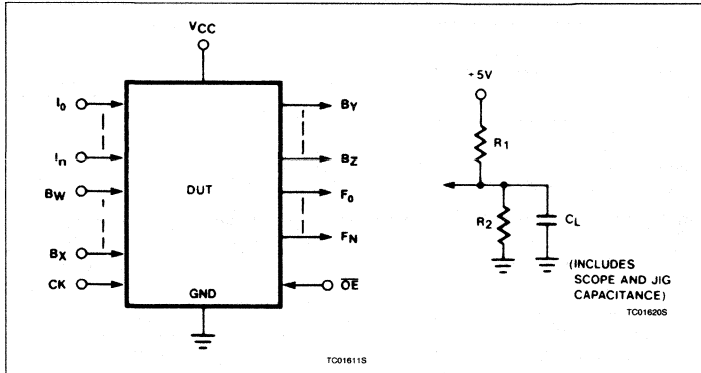 VCC
I0
In
BW
BX
CK
DUT
GND
BY
BZ
F0
FN
OE
TC01611S
+5V
R1
R2
CL
(INCLUDES
SCOPE AND JIG
CAPACITANCE)
TC01620S